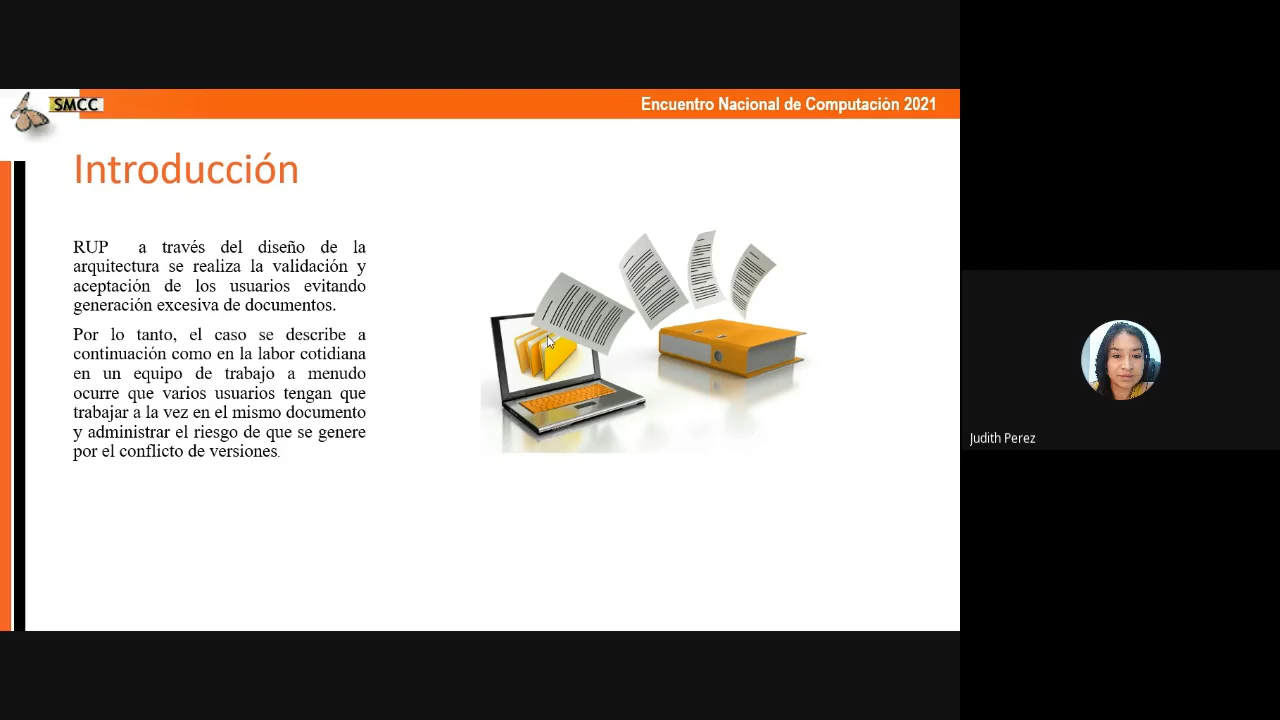 SMCC
Encuentro Nacional de Computación 2021
Introducción
RUP a través del diseño de la
arquitectura se realiza la validación y
aceptación de los usuarios evitando
generación excesiva de documentos.
Por lo tanto, el caso se describe a
continuación como en la labor cotidiana
en un equipo de trabajo a menudo
ocurre que varios usuarios tengan que
trabajar a la vez en el mismo documento
y administrar el riesgo de que se genere
por el conflicto de versiones.
Judith Perez